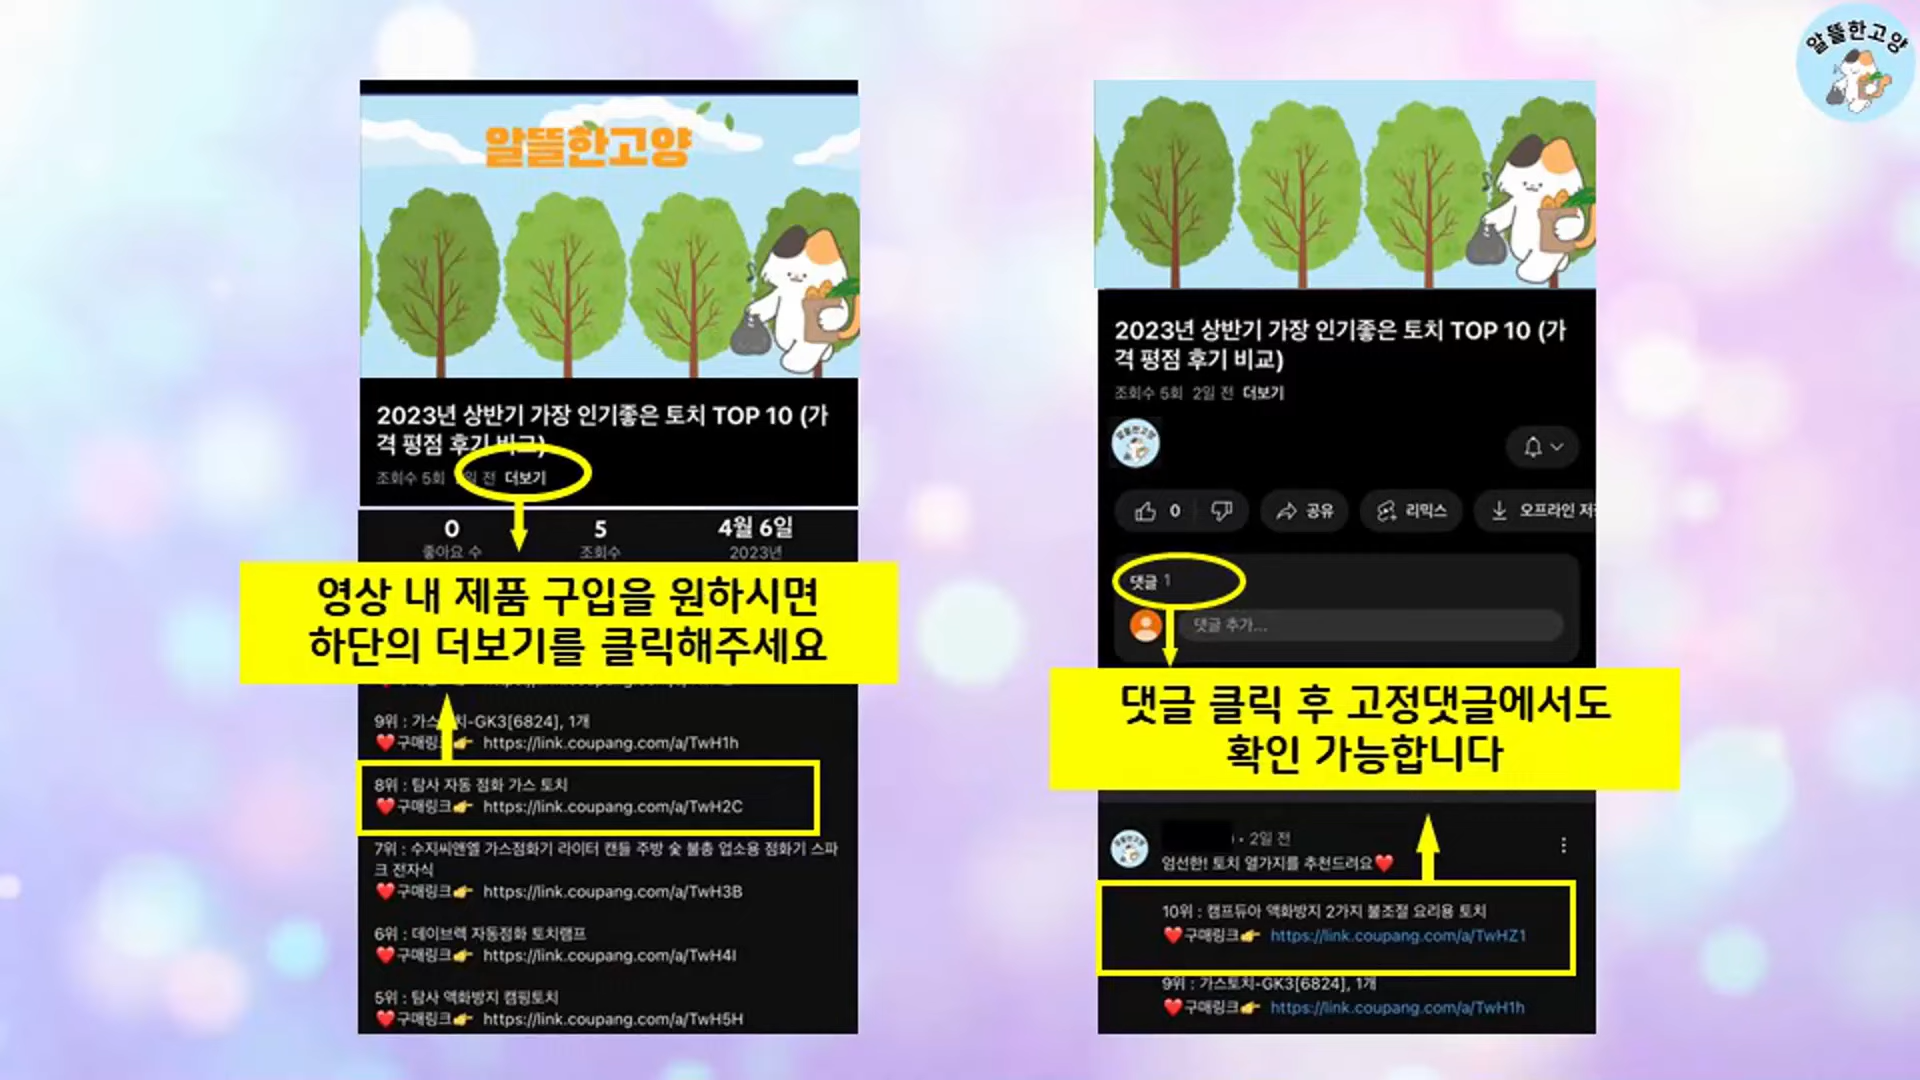 알뜰한고양
알뜰한고양
2023년 상반기 가장 인기좋은 토치 TOP 10 (가
격 평점 후기 비교)
조회수 5회 전 더보기
0
좋아요 수
5
조회수
4월 6일
2023년
영상 내 제품 구입을 원하시면
하단의 더보기를 클릭해주세요
9위 : 가스토치-GK3[6824], 1개
❤️구매링크👉 https://link.coupang.com/a/TwH1h
8위 : 탐사 자동 점화 가스 토치
❤️구매링크👉 https://link.coupang.com/a/TwH2C
7위 : 수지씨앤엘 가스점화기 라이터 캔들 주방 숯 불총 업소용 점화기 스파
크 전자식
❤️구매링크👉 https://link.coupang.com/a/TwH3B
6위 : 데이브렉 자동점화 토치램프
❤️구매링크👉 https://link.coupang.com/a/TwH4I
5위 : 탐사 액화방지 캠핑토치
❤️구매링크👉 https://link.coupang.com/a/TwH5H
2023년 상반기 가장 인기좋은 토치 TOP 10 (가
격 평점 후기 비교)
조회수 5회 2일 전 더보기
알뜰한고양
0
공유
리믹스
오프라인 저
댓글 1
댓글 추가...
댓글 클릭 후 고정댓글에서도
확인 가능합니다
• 2일 전
엄선한! 토치 열가지를 추천드려요❤️
10위 : 캠프듀아 액화방지 2가지 불조절 요리용 토치
❤️구매링크👉 https://link.coupang.com/a/TwHZ1
9위 : 가스토치-GK3[6824], 1개
❤️구매링크👉 https://link.coupang.com/a/TwH1h